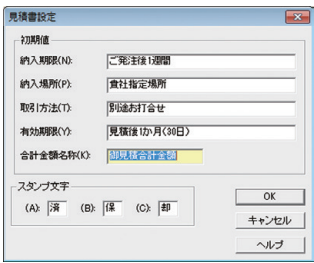 見積書設定
初期値
納入期限(N): ご発注後1週間
納入場所(P): 貴社指定場所
取引方法(T): 別途お打合せ
有効期限(Y): 見積後1か月(30日)
合計金額名称(K): 御見積合計金額
スタンプ文字
(A): 済 (B): 保 (C): 却
OK
キャンセル
ヘルプ